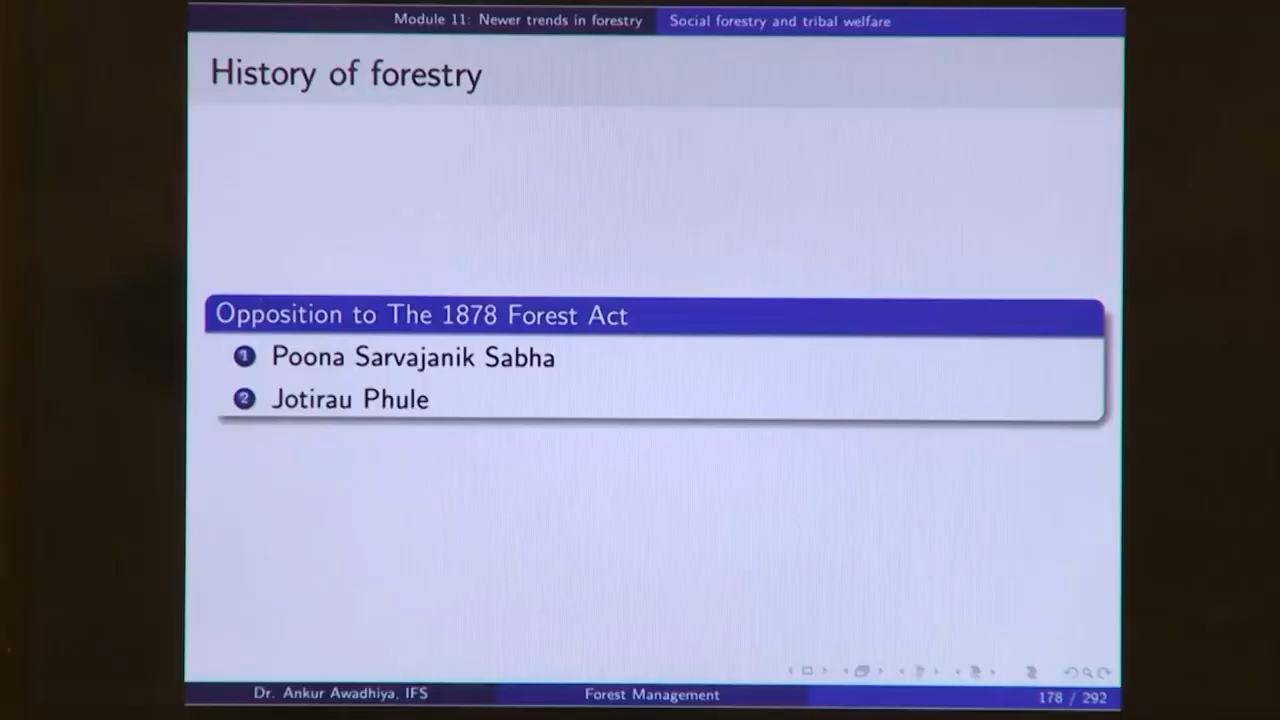 Module 11: Newer trends in forestry Social forestry and tribal welfare
History of forestry
Opposition to The 1878 Forest Act
1 Poona Sarvajanik Sabha
2 Jotirau Phule
Dr. Ankur Awadhiya, IFS Forest Management 178 / 292